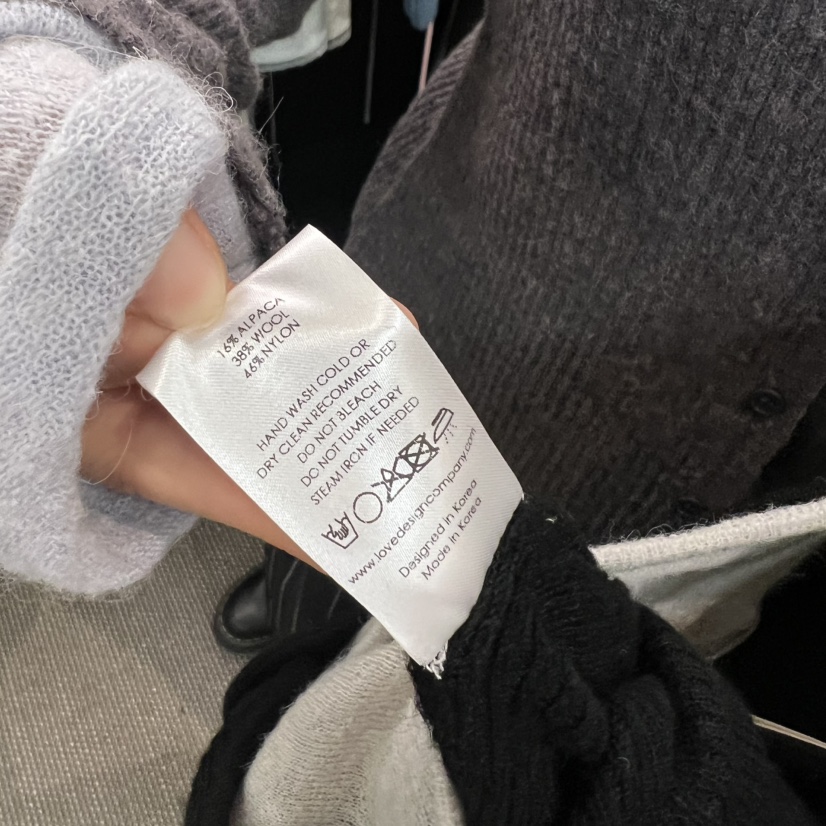 16% ALPACA
38% WOOL
46% NYLON
HAND WASH COLD OR
DRY CLEAN RECOMMENDED
DO NOT BLEACH
DO NOT TUMBLE DRY
STEAM IRON IF NEEDED
www.lovedesigncompany.com
Designed in Korea
Made in Korea